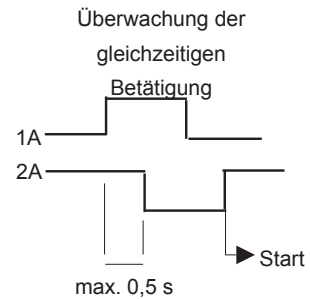 Überwachung der
gleichzeitigen
Betätigung
1A
2A
Start
max. 0,5 s